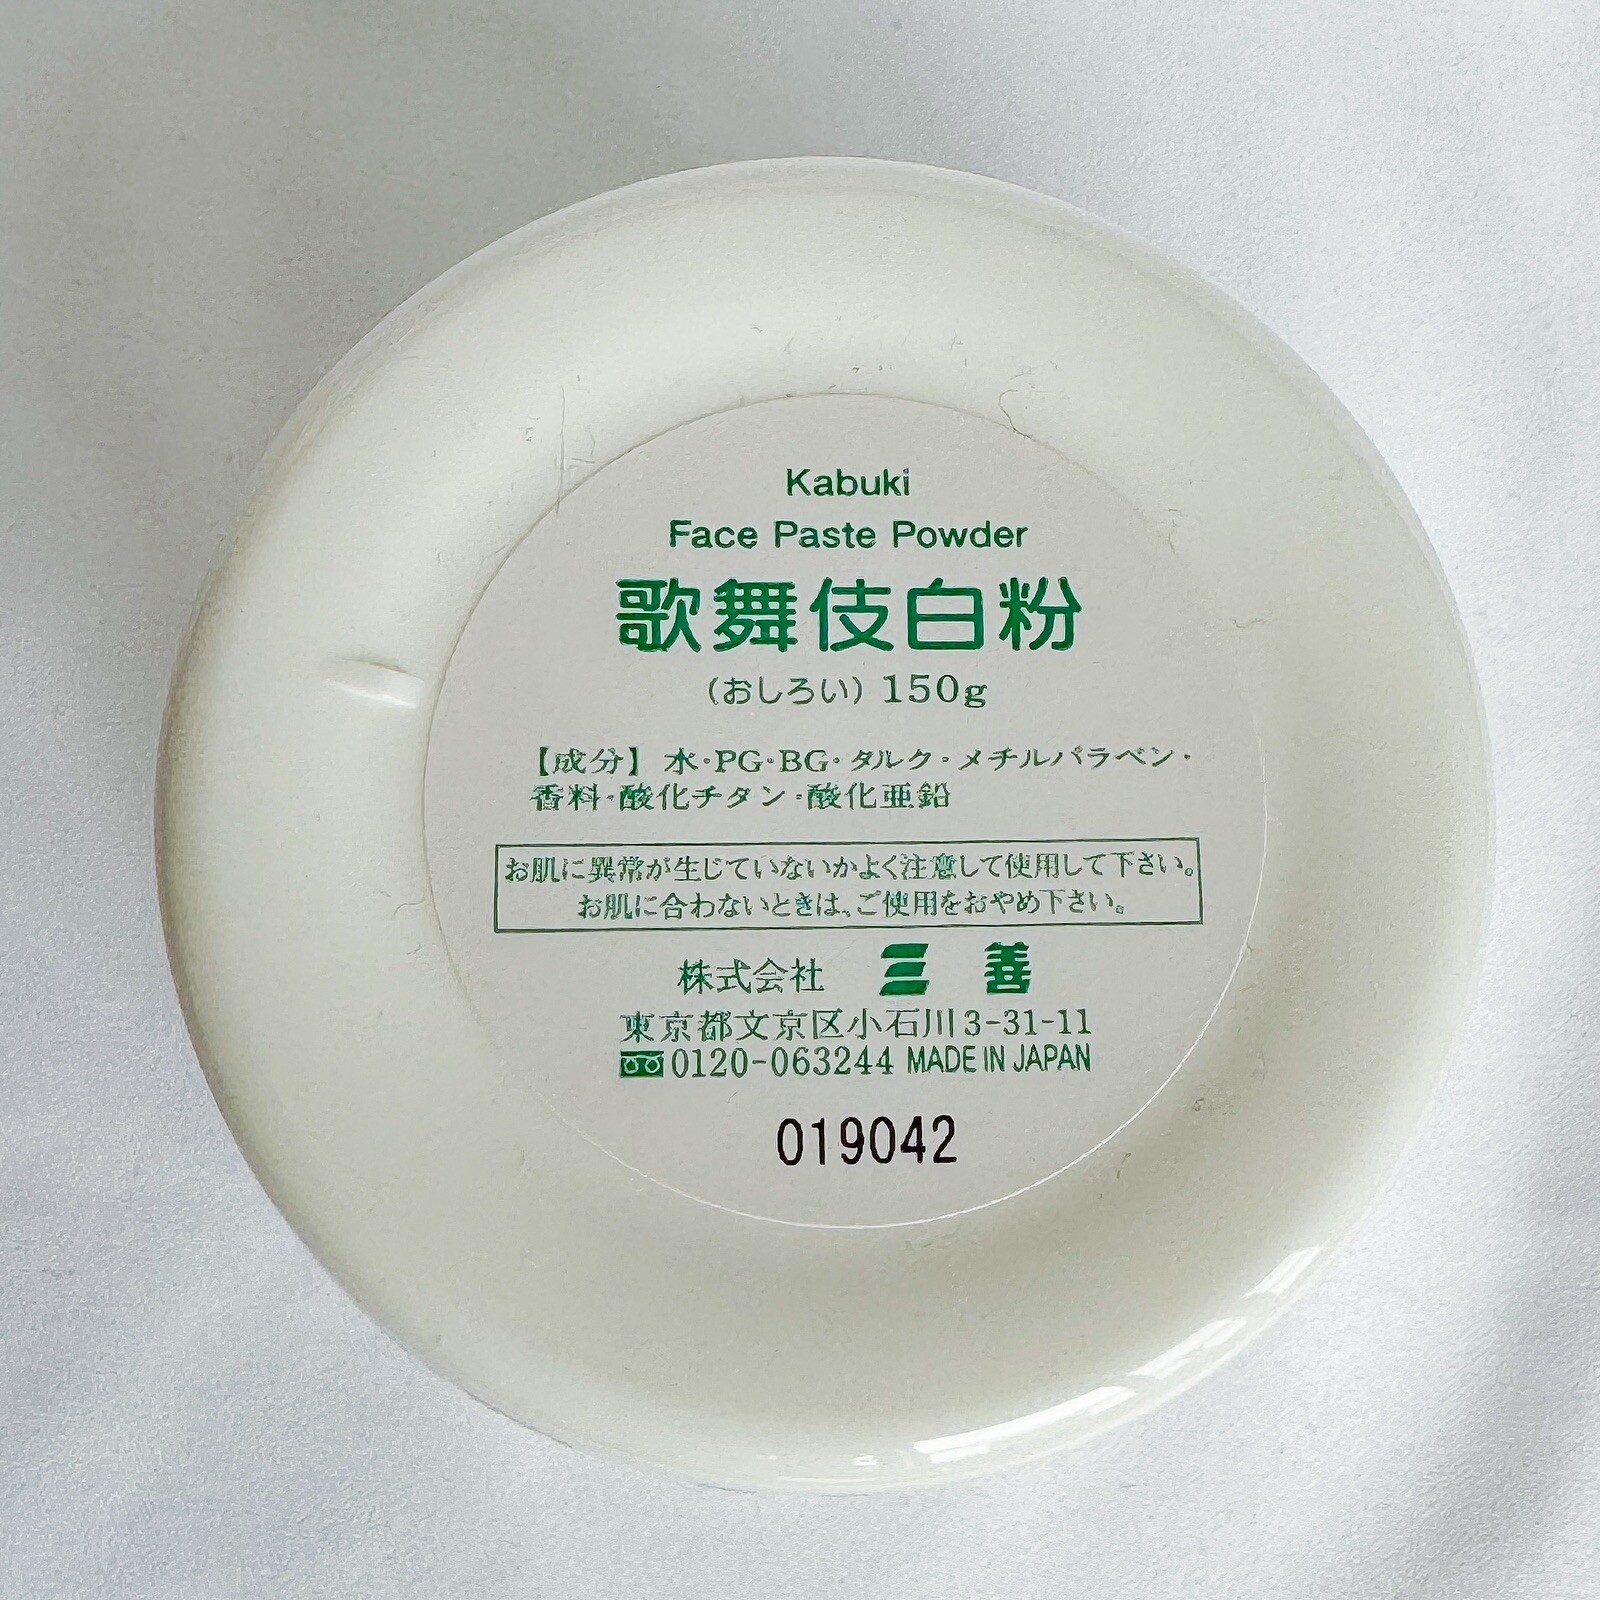 Kabuki
Face Paste Powder
歌舞伎白粉
（おしろい）150g
【成分】水・PG・BG・タルク・メチルパラベン・
香料・酸化チタン・酸化亜鉛
お肌に異常が生じていないかよく注意して使用して下さい。
お肌に合わないときは、ご使用をおやめ下さい。
株式会社 三善
東京都文京区小石川3-31-11
0120-063244 MADE IN JAPAN
019042